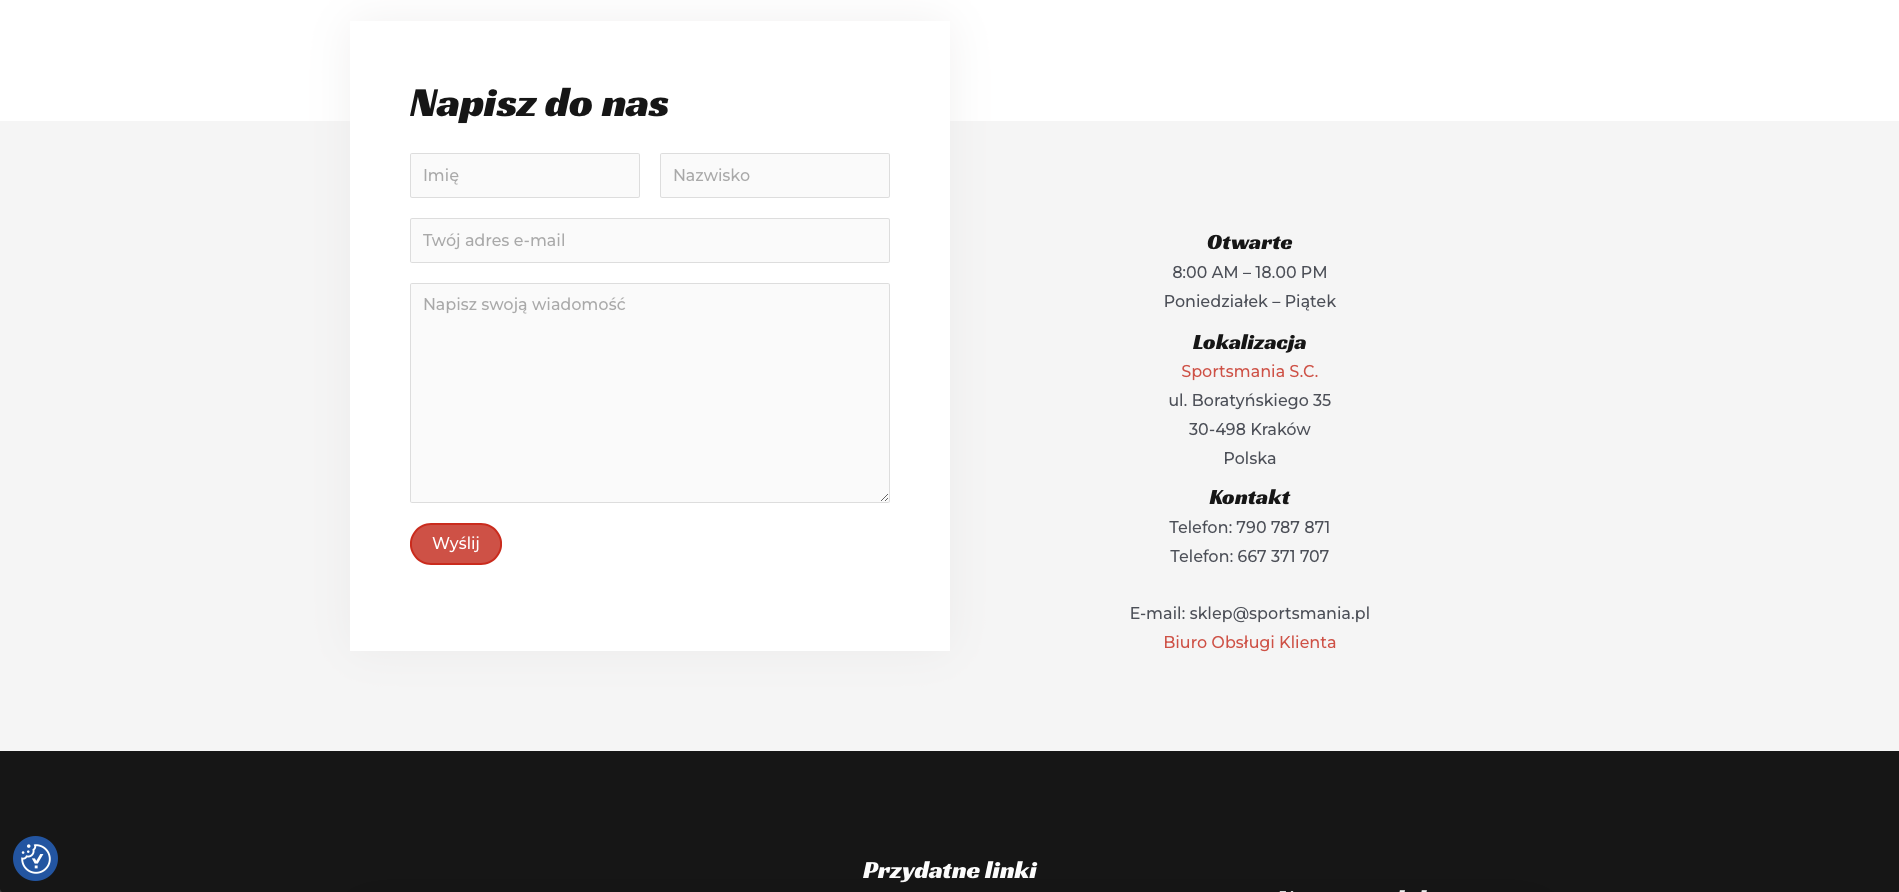 Napisz do nas
Imię
Nazwisko
Twój adres e-mail
Napisz swoją wiadomość
Wyślij
Otwarte
8:00 AM – 18.00 PM
Poniedziałek – Piątek
Lokalizacja
Sportsmania S.C.
ul. Boratyńskiego 35
30-498 Kraków
Polska
Kontakt
Telefon: 790 787 871
Telefon: 667 371 707
E-mail: sklep@sportsmania.pl
Biuro Obsługi Klienta
Przydatne linki